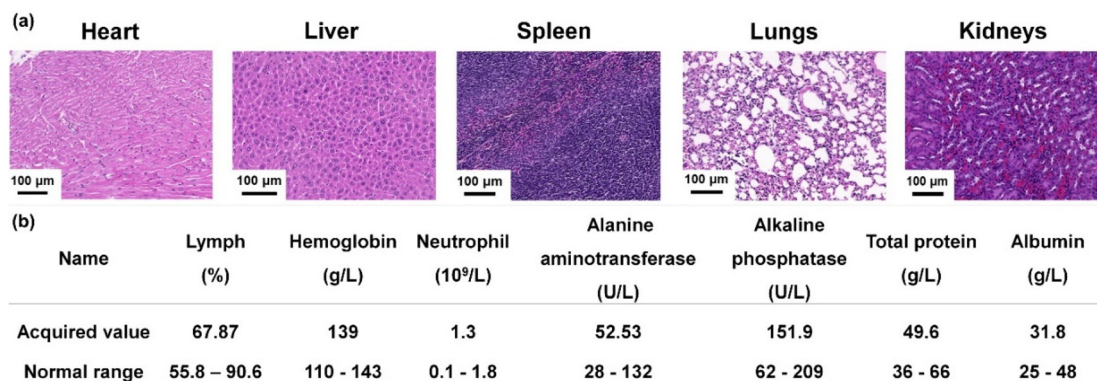 (a)
Heart Liver Spleen Lungs Kidneys
100 μm 100 μm 100 μm 100 μm 100 μm
(b)
Name Lymph (%) Hemoglobin (g/L) Neutrophil (10⁹/L) Alanine aminotransferase (U/L) Alkaline phosphatase (U/L) Total protein (g/L) Albumin (g/L)
Acquired value 67.87 139 1.3 52.53 151.9 49.6 31.8
Normal range 55.8 – 90.6 110 - 143 0.1 - 1.8 28 - 132 62 - 209 36 - 66 25 - 48